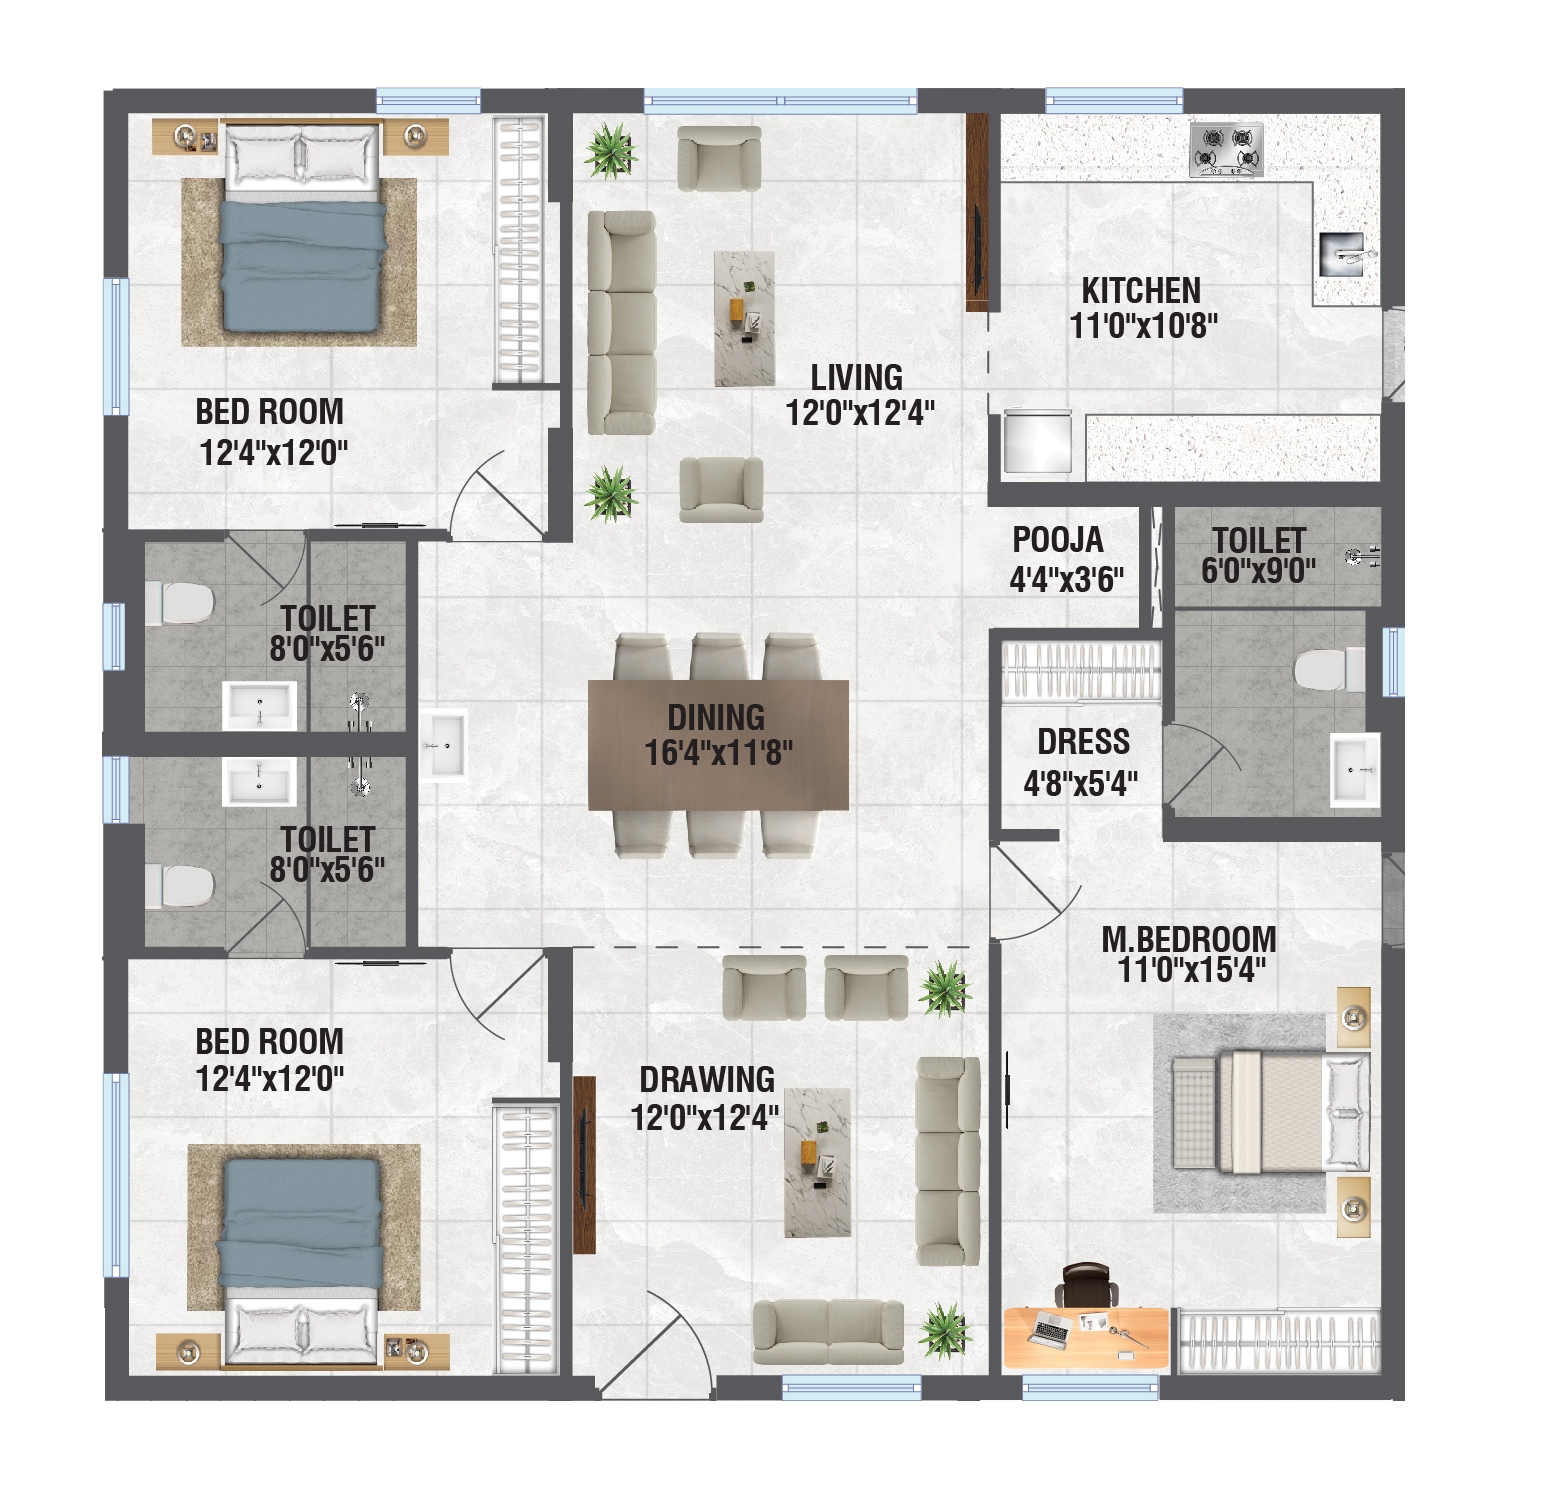 KITCHEN
11'0"x10'8"
LIVING
12'0"x12'4"
BED ROOM
12'4"x12'0"
POOJA
4'4"x3'6"
TOILET
6'0"x9'0"
TOILET
8'0"x5'6"
DINING
16'4"x11'8"
DRESS
4'8"x5'4"
TOILET
8'0"x5'6"
M.BEDROOM
11'0"x15'4"
BED ROOM
12'4"x12'0"
DRAWING
12'0"x12'4"